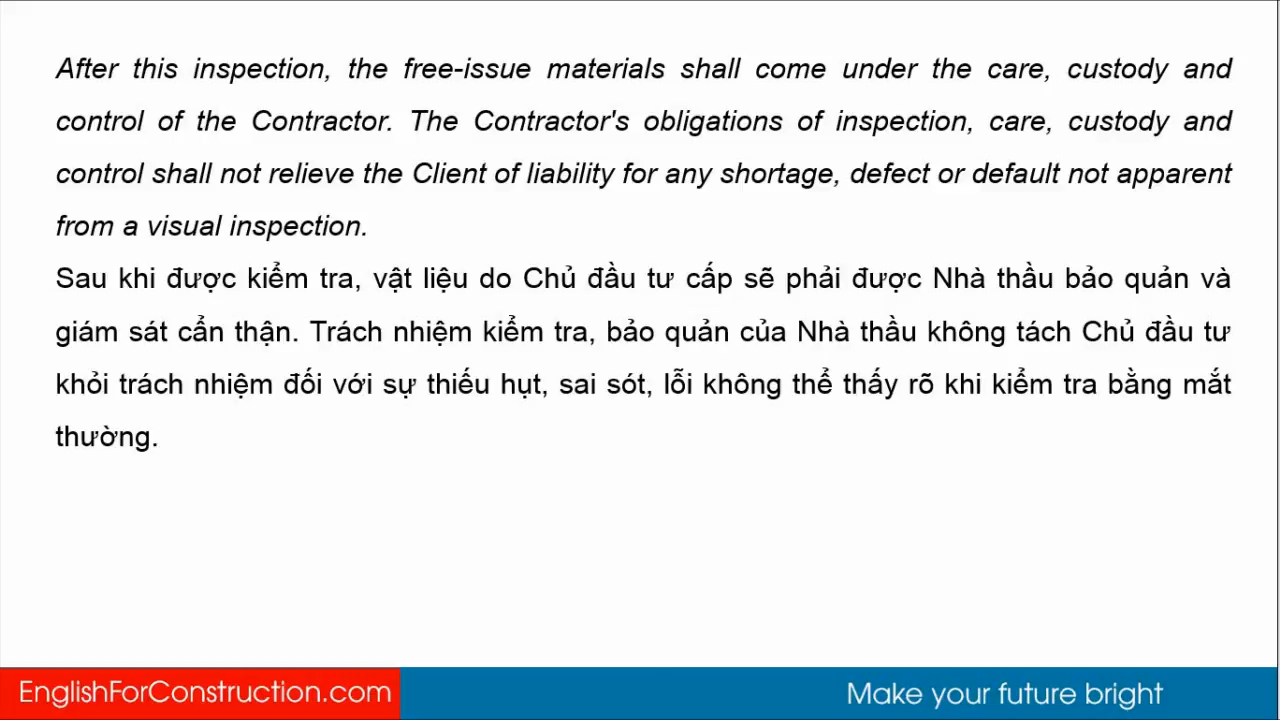 After this inspection, the free-issue materials shall come under the care, custody and
control of the Contractor. The Contractor's obligations of inspection, care, custody and
control shall not relieve the Client of liability for any shortage, defect or default not apparent
from a visual inspection.
Sau khi được kiểm tra, vật liệu do Chủ đầu tư cấp sẽ phải được Nhà thầu bảo quản và
giám sát cẩn thận. Trách nhiệm kiểm tra, bảo quản của Nhà thầu không tách Chủ đầu tư
khỏi trách nhiệm đối với sự thiếu hụt, sai sót, lỗi không thể thấy rõ khi kiểm tra bằng mắt
thường.
EnglishForConstruction.com
Make your future bright